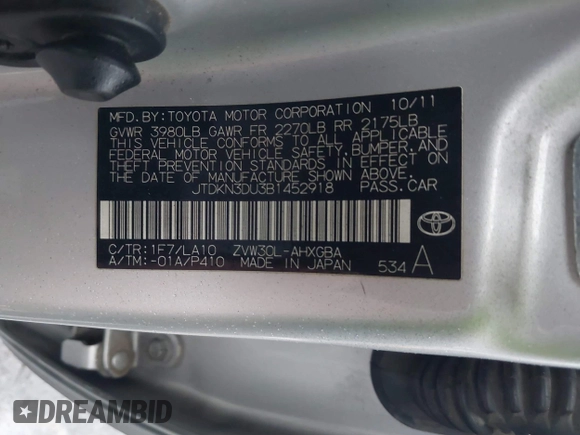 MFD. BY: TOYOTA MOTOR CORPORATION 10/11
GVWR 3980LB GAWR FR 2270LB RR 2175LB
THIS VEHICLE CONFORMS TO ALL APPLICABLE
FEDERAL MOTOR VEHICLE SAFETY, BUMPER, AND
THEFT PREVENTION STANDARDS IN EFFECT ON
THE DATE OF MANUFACTURE SHOWN ABOVE.
JTDKN3DU3B1452918 PASS. CAR
C/TR: 1F7/LA10 ZVW30L-AHXGBA
A/TM: -01A/P410 MADE IN JAPAN 534 A
TOYOTA
DREAMBID